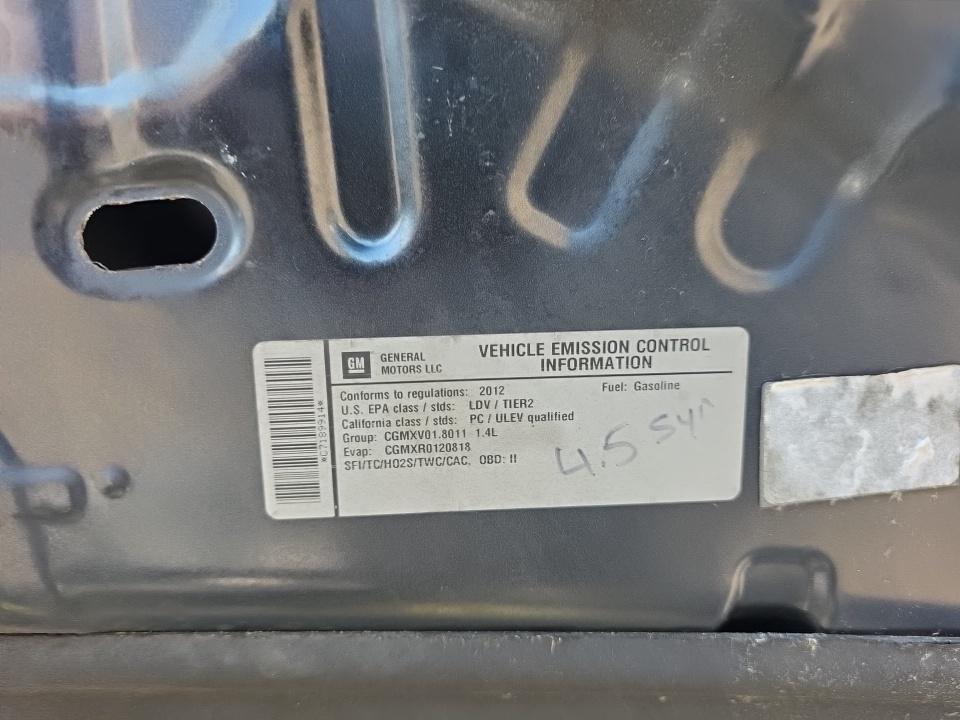 GM GENERAL MOTORS LLC
VEHICLE EMISSION CONTROL
INFORMATION
Conforms to regulations: 2012 Fuel: Gasoline
U.S. EPA class / stds: LDV / TIER2
California class / stds: PC / ULEV qualified
Group: CGMXV01.8011 1.4L
Evap: CGMXR0120818
SFI/TC/HO2S/TWC/CAC. OBD: II
4.5 syn
*C7189914*